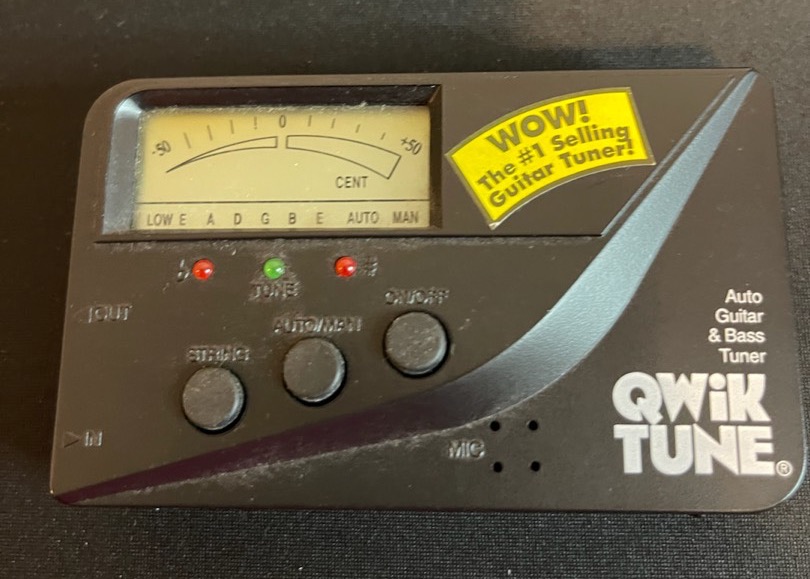 -50 0 +50
CENT
LOW E A D G B E AUTO MAN
WOW!
The #1 Selling
Guitar Tuner!
♭ TUNE #
OUT
ON/OFF
AUTO/MAN
STRING
IN
MIC
Auto
Guitar
& Bass
Tuner
QWiK
TUNE®